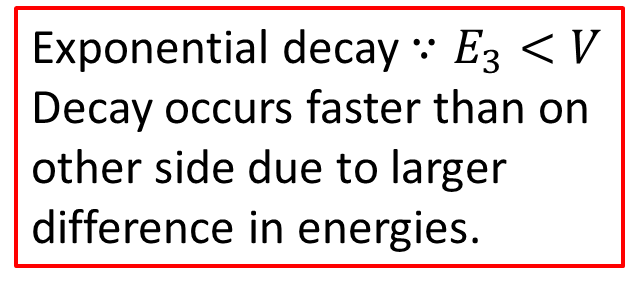 Exponential decay ∵ E₃ < V
Decay occurs faster than on
other side due to larger
difference in energies.